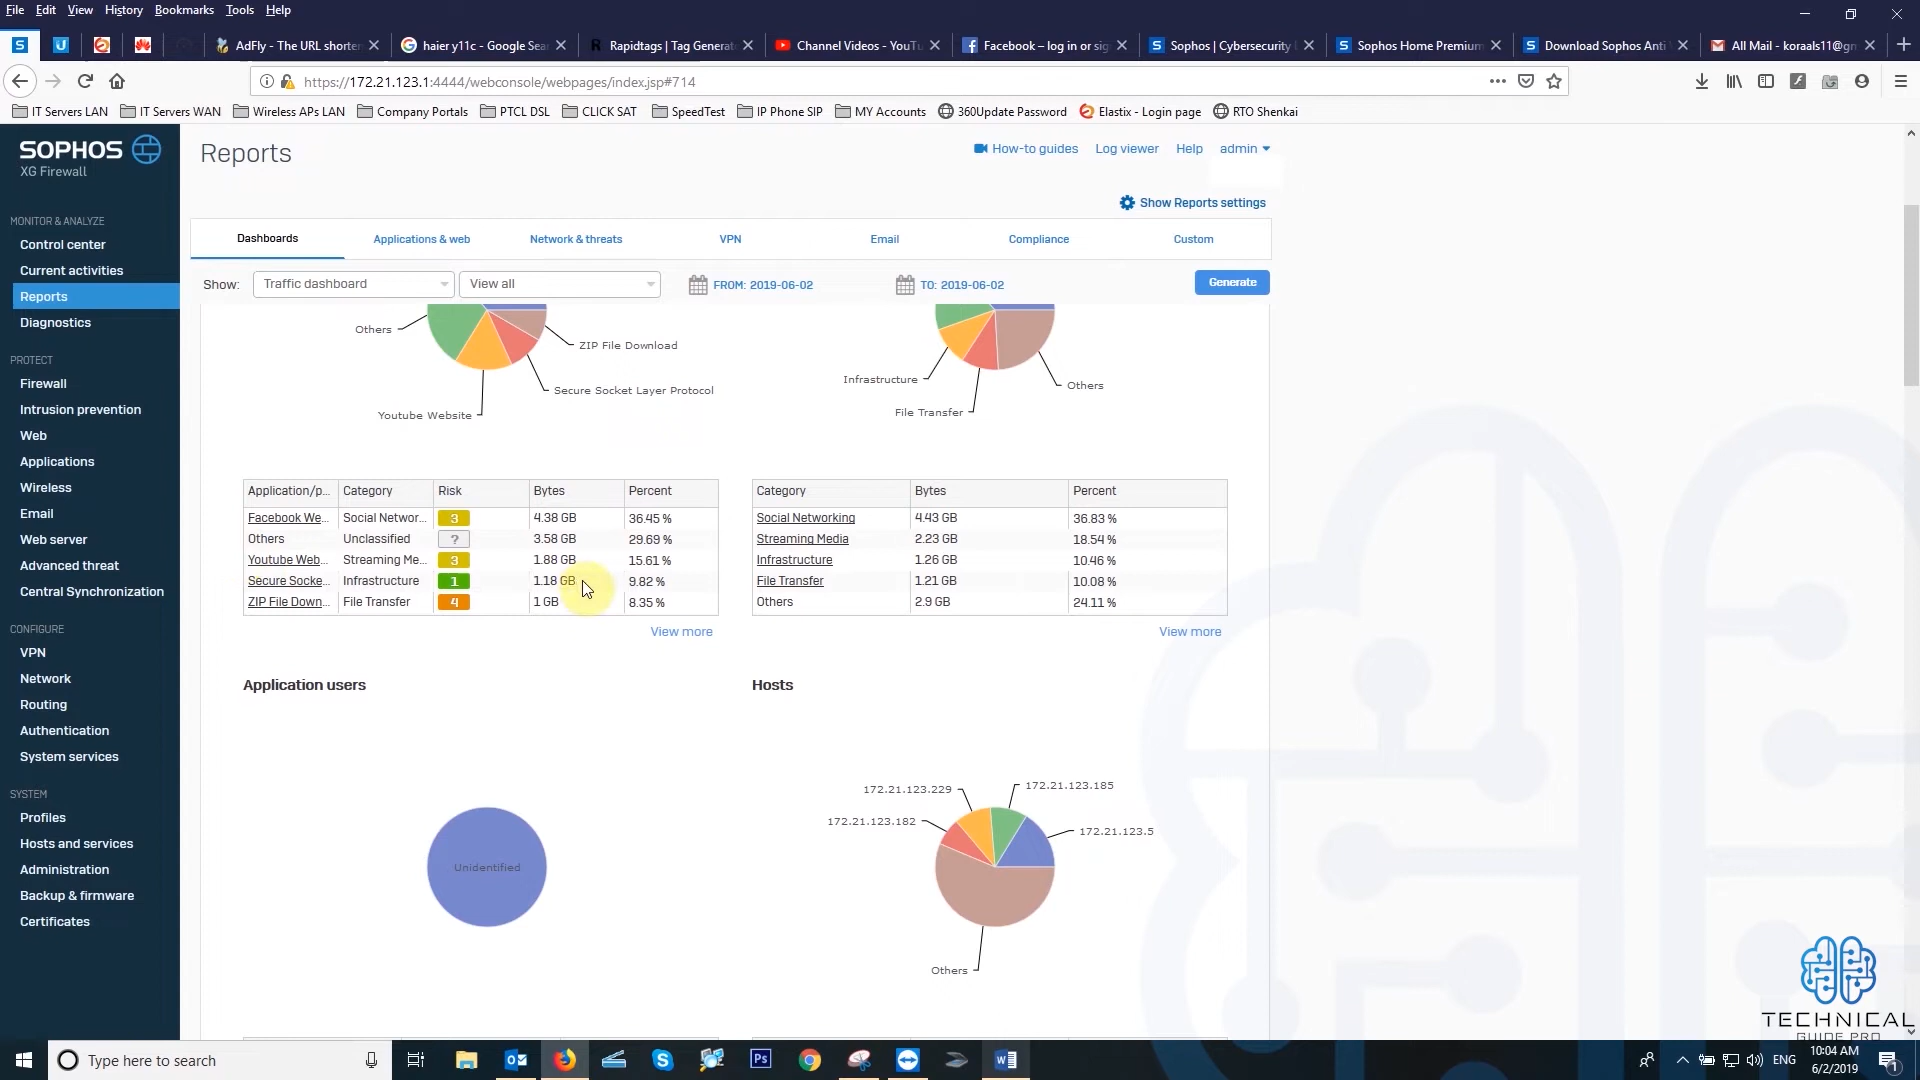 File Edit View History Bookmarks Tools Help
AdFly - The URL shorten
haier y11c - Google Sea
Rapidtags | Tag Generat
Channel Videos - YouTu
Facebook – log in or sig
Sophos | Cybersecurity
Sophos Home Premium
Download Sophos Anti
All Mail - koraals11@gm
https://172.21.123.1:4444/webconsole/webpages/index.jsp#714
IT Servers LAN IT Servers WAN Wireless APs LAN Company Portals PTCL DSL CLICK SAT SpeedTest IP Phone SIP MY Accounts 360Update Password Elastix - Login page RTO Shenkai
SOPHOS
XG Firewall
MONITOR & ANALYZE
Control center
Current activities
Reports
Diagnostics
PROTECT
Firewall
Intrusion prevention
Web
Applications
Wireless
Email
Web server
Advanced threat
Central Synchronization
CONFIGURE
VPN
Network
Routing
Authentication
System services
SYSTEM
Profiles
Hosts and services
Administration
Backup & firmware
Certificates
Reports
How-to guides Log viewer Help admin
Show Reports settings
Dashboards Applications & web Network & threats VPN Email Compliance Custom
Show: Traffic dashboard View all FROM: 2019-06-02 TO: 2019-06-02 Generate
Others
ZIP File Download
Secure Socket Layer Protocol
Youtube Website
Infrastructure
File Transfer
Others
Application/p... Category Risk Bytes Percent
Facebook We... Social Networ... 3 4.38 GB 36.45 %
Others Unclassified ? 3.58 GB 29.69 %
Youtube Web... Streaming Me... 3 1.88 GB 15.61 %
Secure Socke... Infrastructure 1 1.18 GB 9.82 %
ZIP File Down... File Transfer 4 1 GB 8.35 %
View more
Category Bytes Percent
Social Networking 4.43 GB 36.83 %
Streaming Media 2.23 GB 18.54 %
Infrastructure 1.26 GB 10.46 %
File Transfer 1.21 GB 10.08 %
Others 2.9 GB 24.11 %
View more
Application users
Unidentified
Hosts
172.21.123.229
172.21.123.185
172.21.123.182
172.21.123.5
Others
TECHNICAL
GUIDE PRO
Type here to search
ENG
10:04 AM
6/2/2019
1